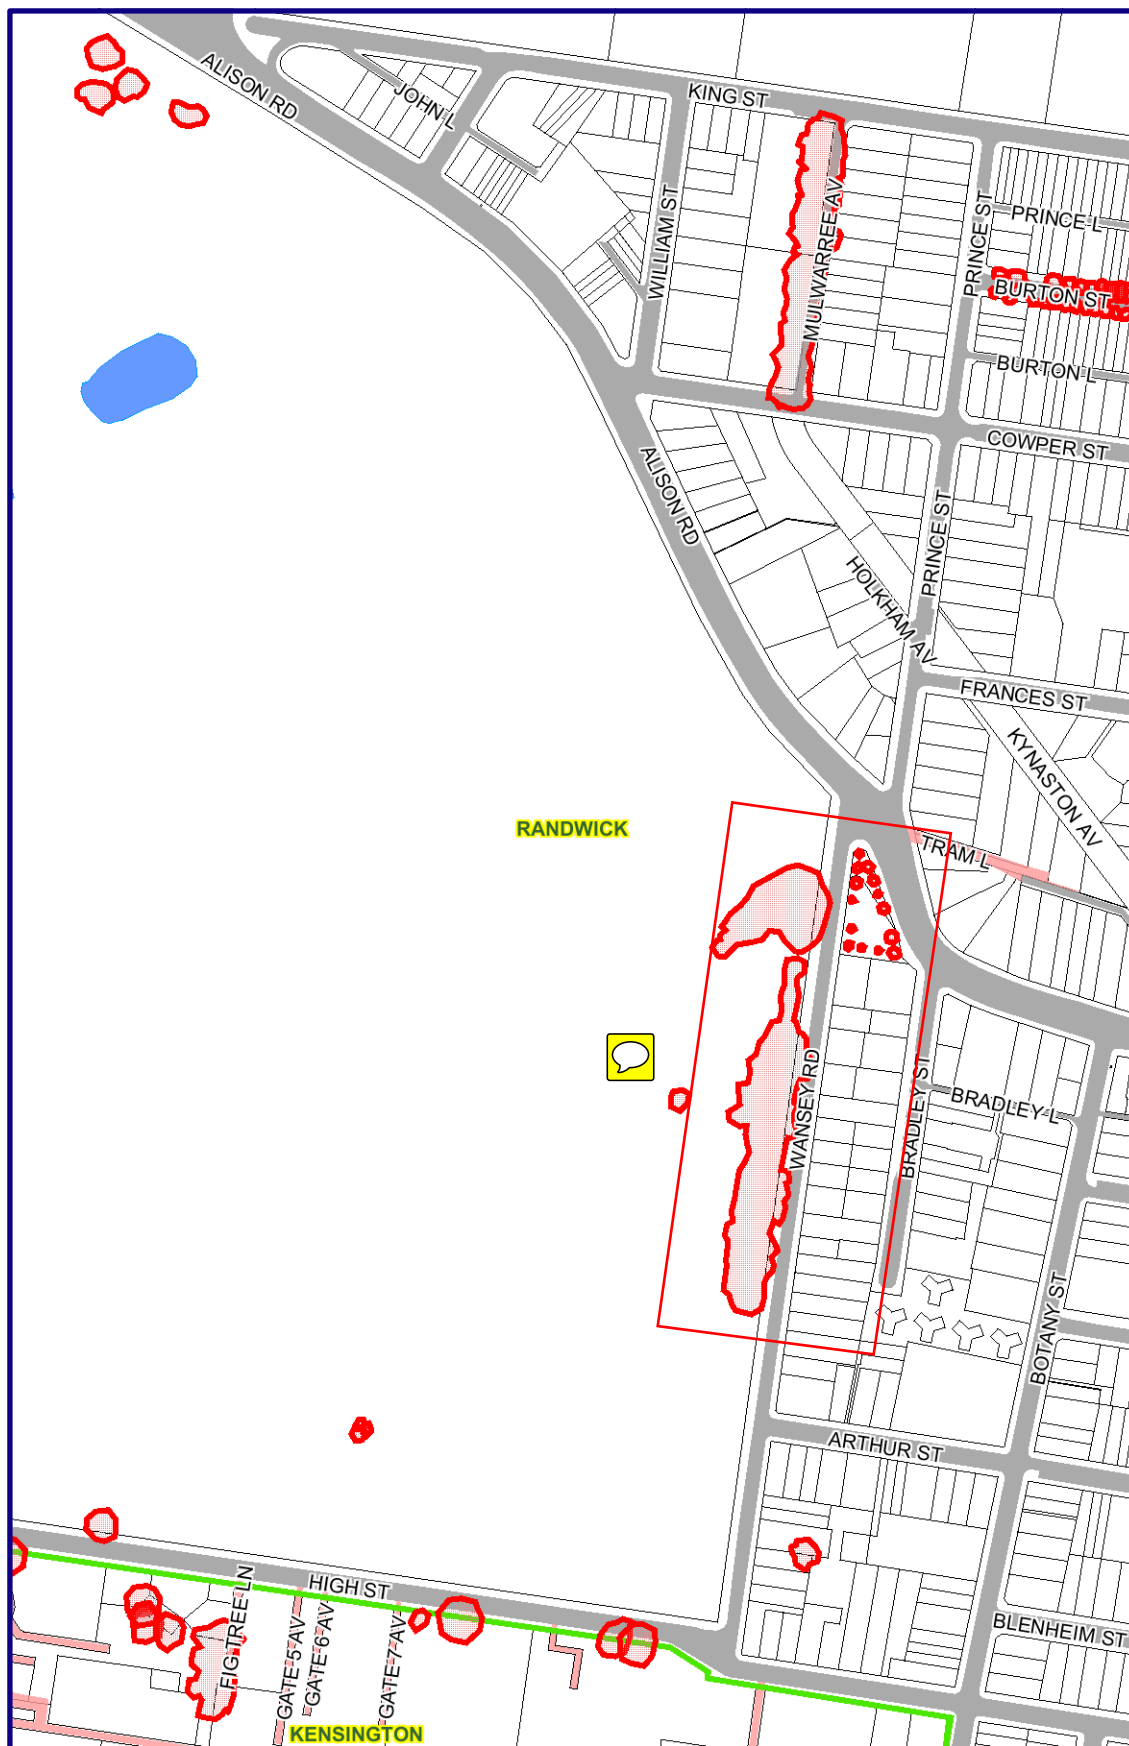 KING ST
ALISON RD
JOHN L
MULWARREE AV
WILLIAM ST
PRINCE ST
PRINCE L
BURTON ST
BURTON L
COWPER ST
ALISON RD
PRINCE ST
HOLKHAM AV
FRANCES ST
KYNASTON AV
RANDWICK
TRAM L
WANSEY RD
BRADLEY ST
BRADLEY L
BOTANY ST
ARTHUR ST
HIGH ST
FIG TREE LN
GATE 5 AV
GATE 6 AV
GATE 7 AV
BLENHEIM ST
KENSINGTON